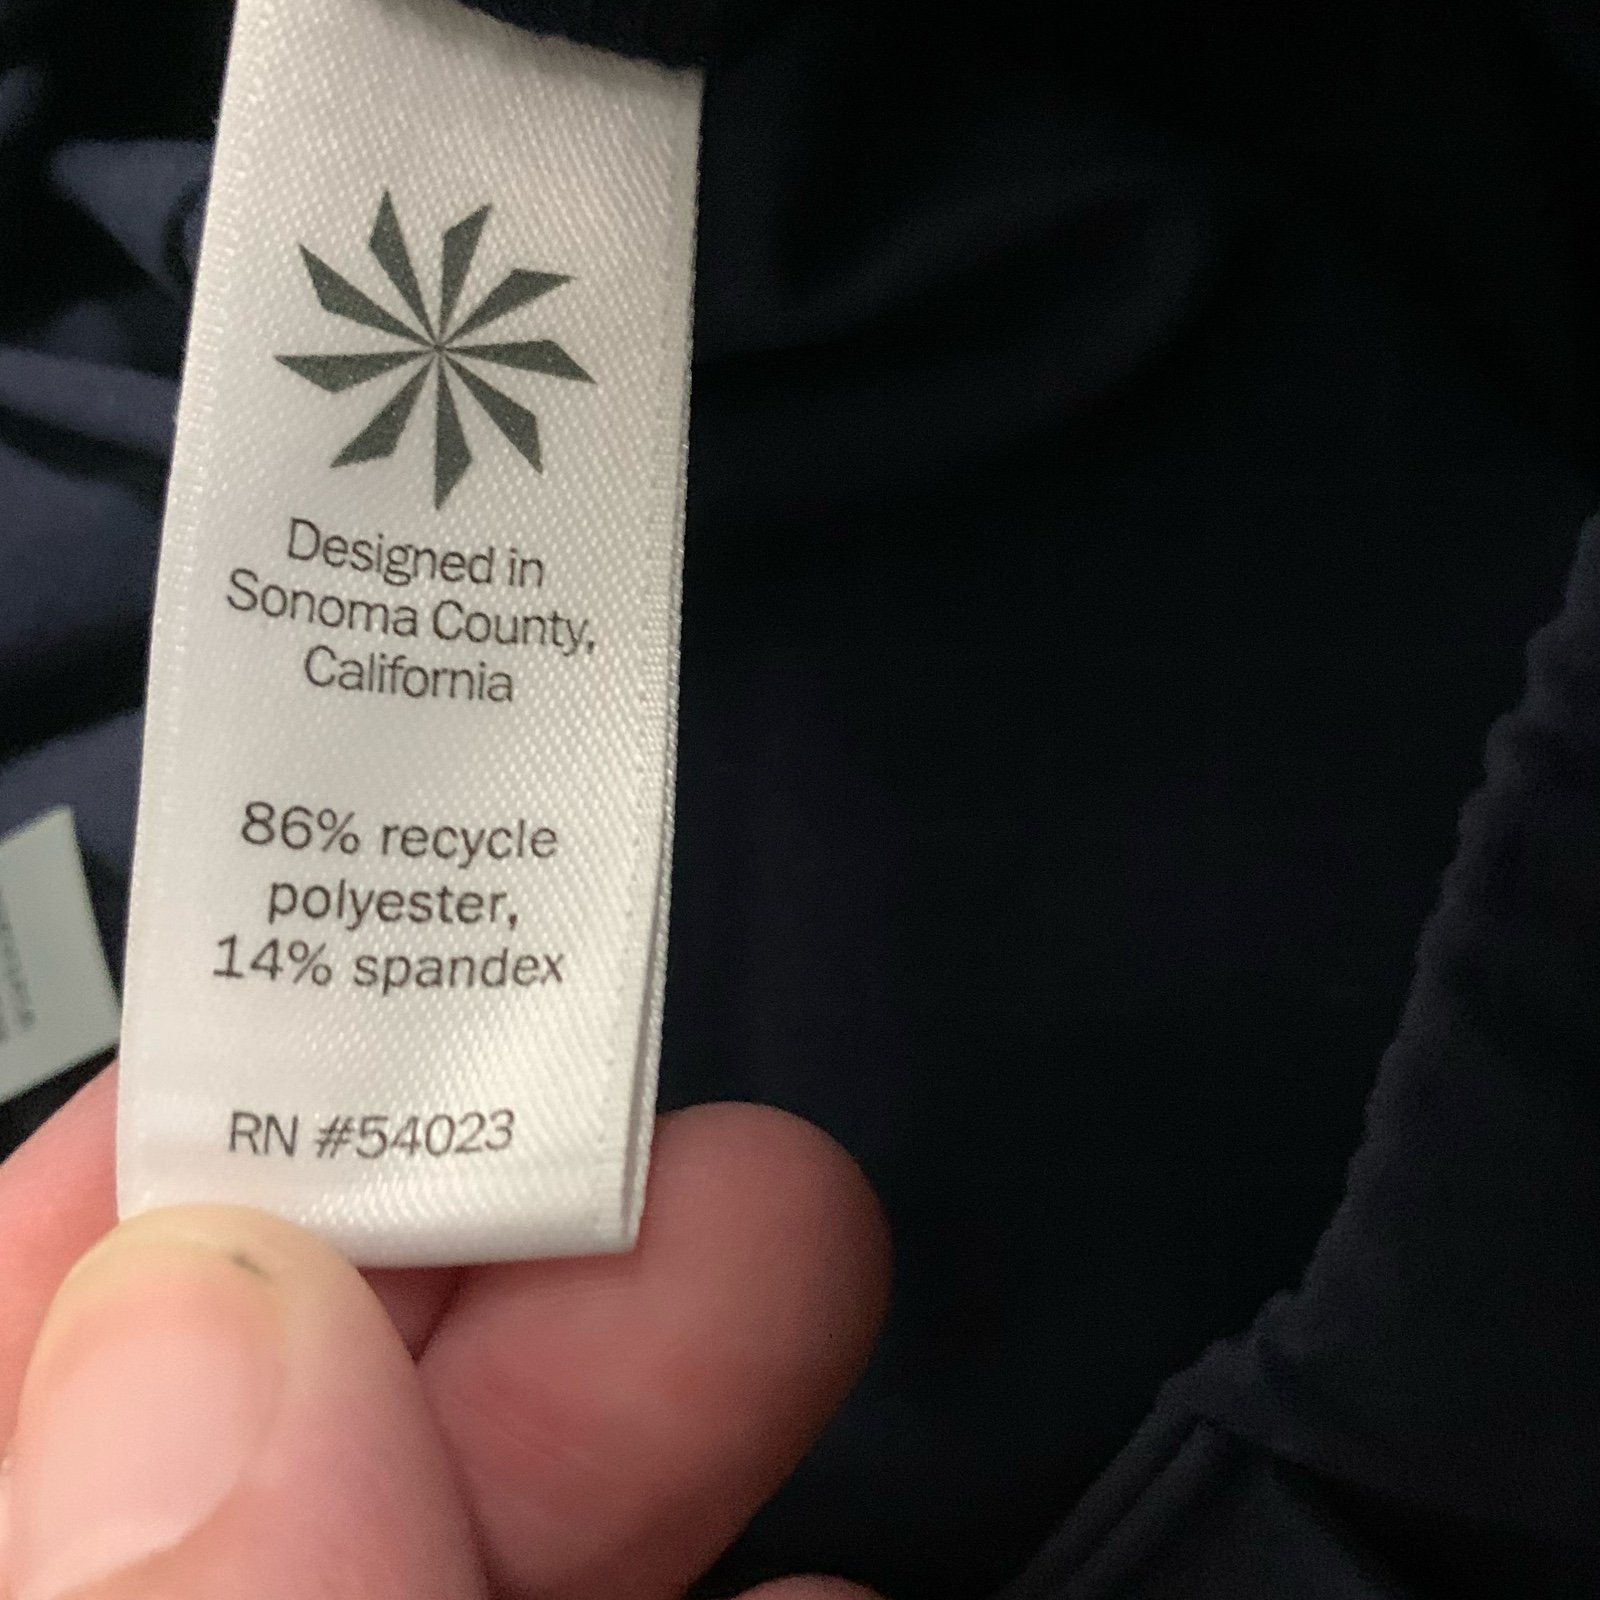 Designed in
Sonoma County,
California
86% recycle
polyester,
14% spandex
RN #54023